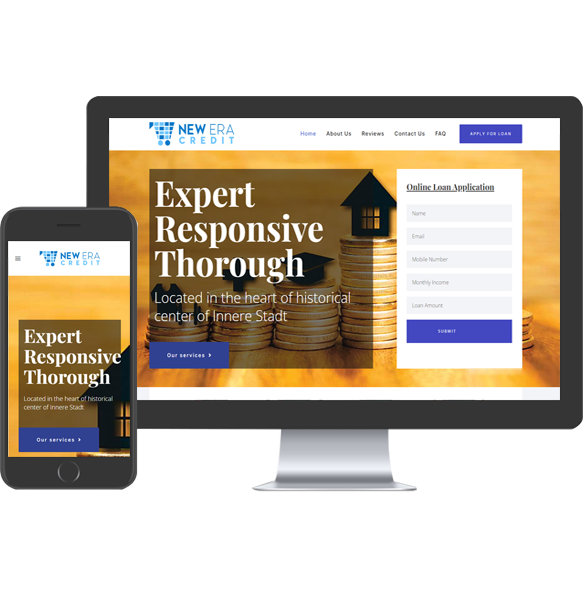 NEW ERA
CREDIT
Home About Us Reviews Contact Us FAQ APPLY FOR LOAN
Expert
Responsive
Thorough
Located in the heart of historical
center of Innere Stadt
Our services
Online Loan Application
Name
Email
Mobile Number
Monthly Income
Loan Amount
SUBMIT
NEW ERA
CREDIT
Expert
Responsive
Thorough
Located in the heart of historical
center of Innere Stadt
Our services